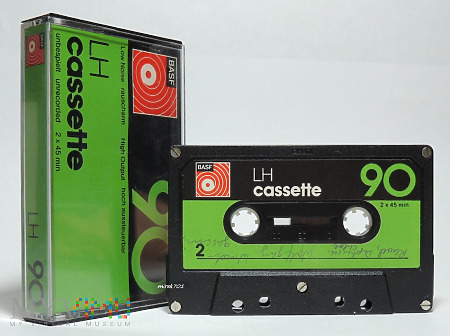 BASF
LH
cassette
Low Noise rauscharm High Output hoch aussteuerbar
unbespielt unrecorded 2 x 45 min
90
LH
90
BASF
LH
cassette
90
2 x 45 min
2
mirek703
MY MUSEUM